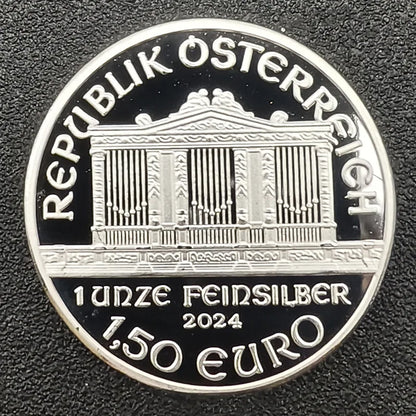 REPUBLIK ÖSTERREICH
1 UNZE FEINSILBER
2024
1,50 EURO